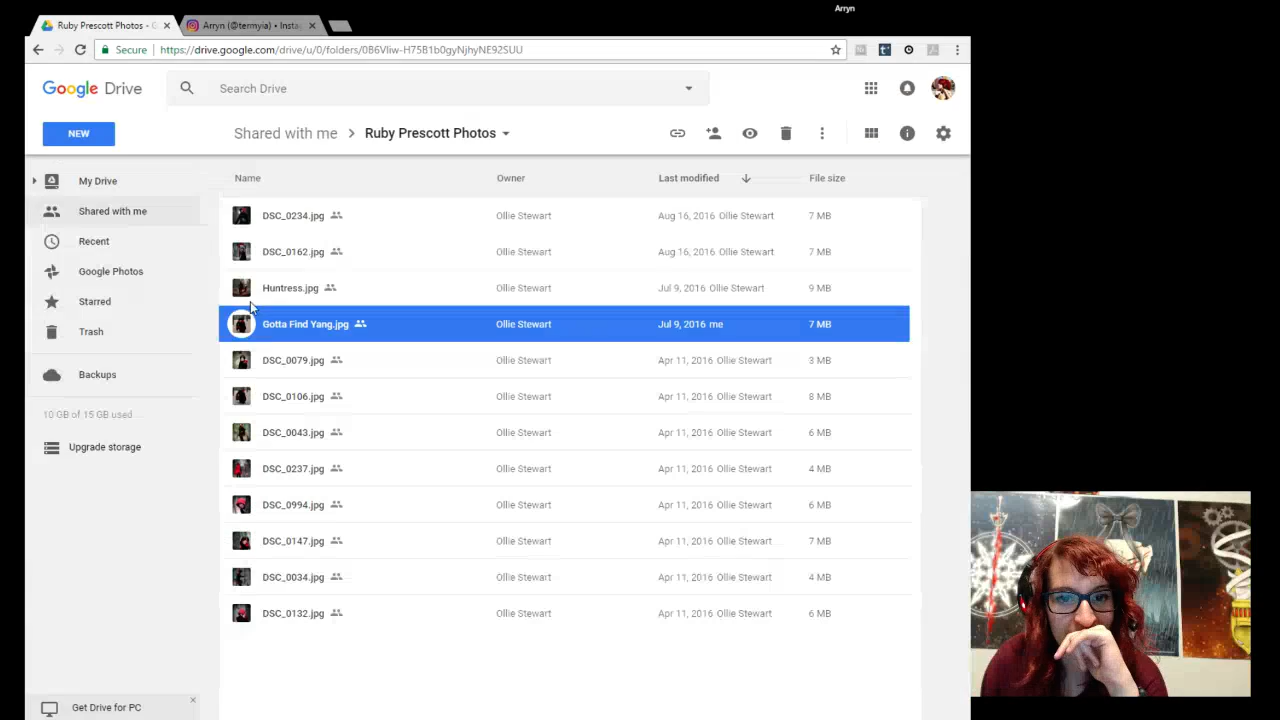 Arryn
Ruby Prescott Photos -
Arryn (@termyia) • Insta
Secure
https://drive.google.com/drive/u/0/folders/0B6Vliw-H75B1b0gyNjhyNE92SUU
Google Drive
Search Drive
NEW
Shared with me > Ruby Prescott Photos
My Drive
Shared with me
Recent
Google Photos
Starred
Trash
Backups
10 GB of 15 GB used
Upgrade storage
Get Drive for PC
Name Owner Last modified File size
DSC_0234.jpg Ollie Stewart Aug 16, 2016 Ollie Stewart 7 MB
DSC_0162.jpg Ollie Stewart Aug 16, 2016 Ollie Stewart 7 MB
Huntress.jpg Ollie Stewart Jul 9, 2016 Ollie Stewart 9 MB
Gotta Find Yang.jpg Ollie Stewart Jul 9, 2016 me 7 MB
DSC_0079.jpg Ollie Stewart Apr 11, 2016 Ollie Stewart 3 MB
DSC_0106.jpg Ollie Stewart Apr 11, 2016 Ollie Stewart 8 MB
DSC_0043.jpg Ollie Stewart Apr 11, 2016 Ollie Stewart 6 MB
DSC_0237.jpg Ollie Stewart Apr 11, 2016 Ollie Stewart 4 MB
DSC_0994.jpg Ollie Stewart Apr 11, 2016 Ollie Stewart 6 MB
DSC_0147.jpg Ollie Stewart Apr 11, 2016 Ollie Stewart 7 MB
DSC_0034.jpg Ollie Stewart Apr 11, 2016 Ollie Stewart 4 MB
DSC_0132.jpg Ollie Stewart Apr 11, 2016 Ollie Stewart 6 MB